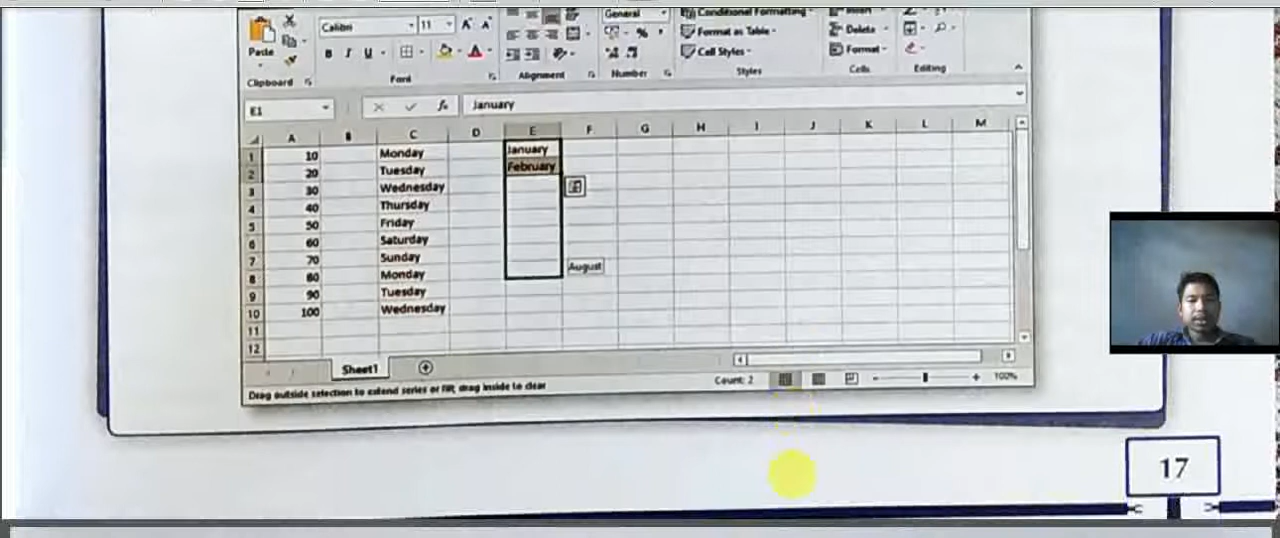 Calibri 11 A A General Conditional Formatting
Paste B I U % , Format as Table Delete
Cell Styles Format
Clipboard Font Alignment Number Styles Cells Editing
E1 fx January
A B C D E F G H I J K L M
1 10 Monday January
2 20 Tuesday February
3 30 Wednesday
4 40 Thursday
5 50 Friday
6 60 Saturday
7 70 Sunday August
8 80 Monday
9 90 Tuesday
10 100 Wednesday
11
12
Sheet1
Drag outside selection to extend series or fill; drag inside to clear Count: 2 - + 100%
17